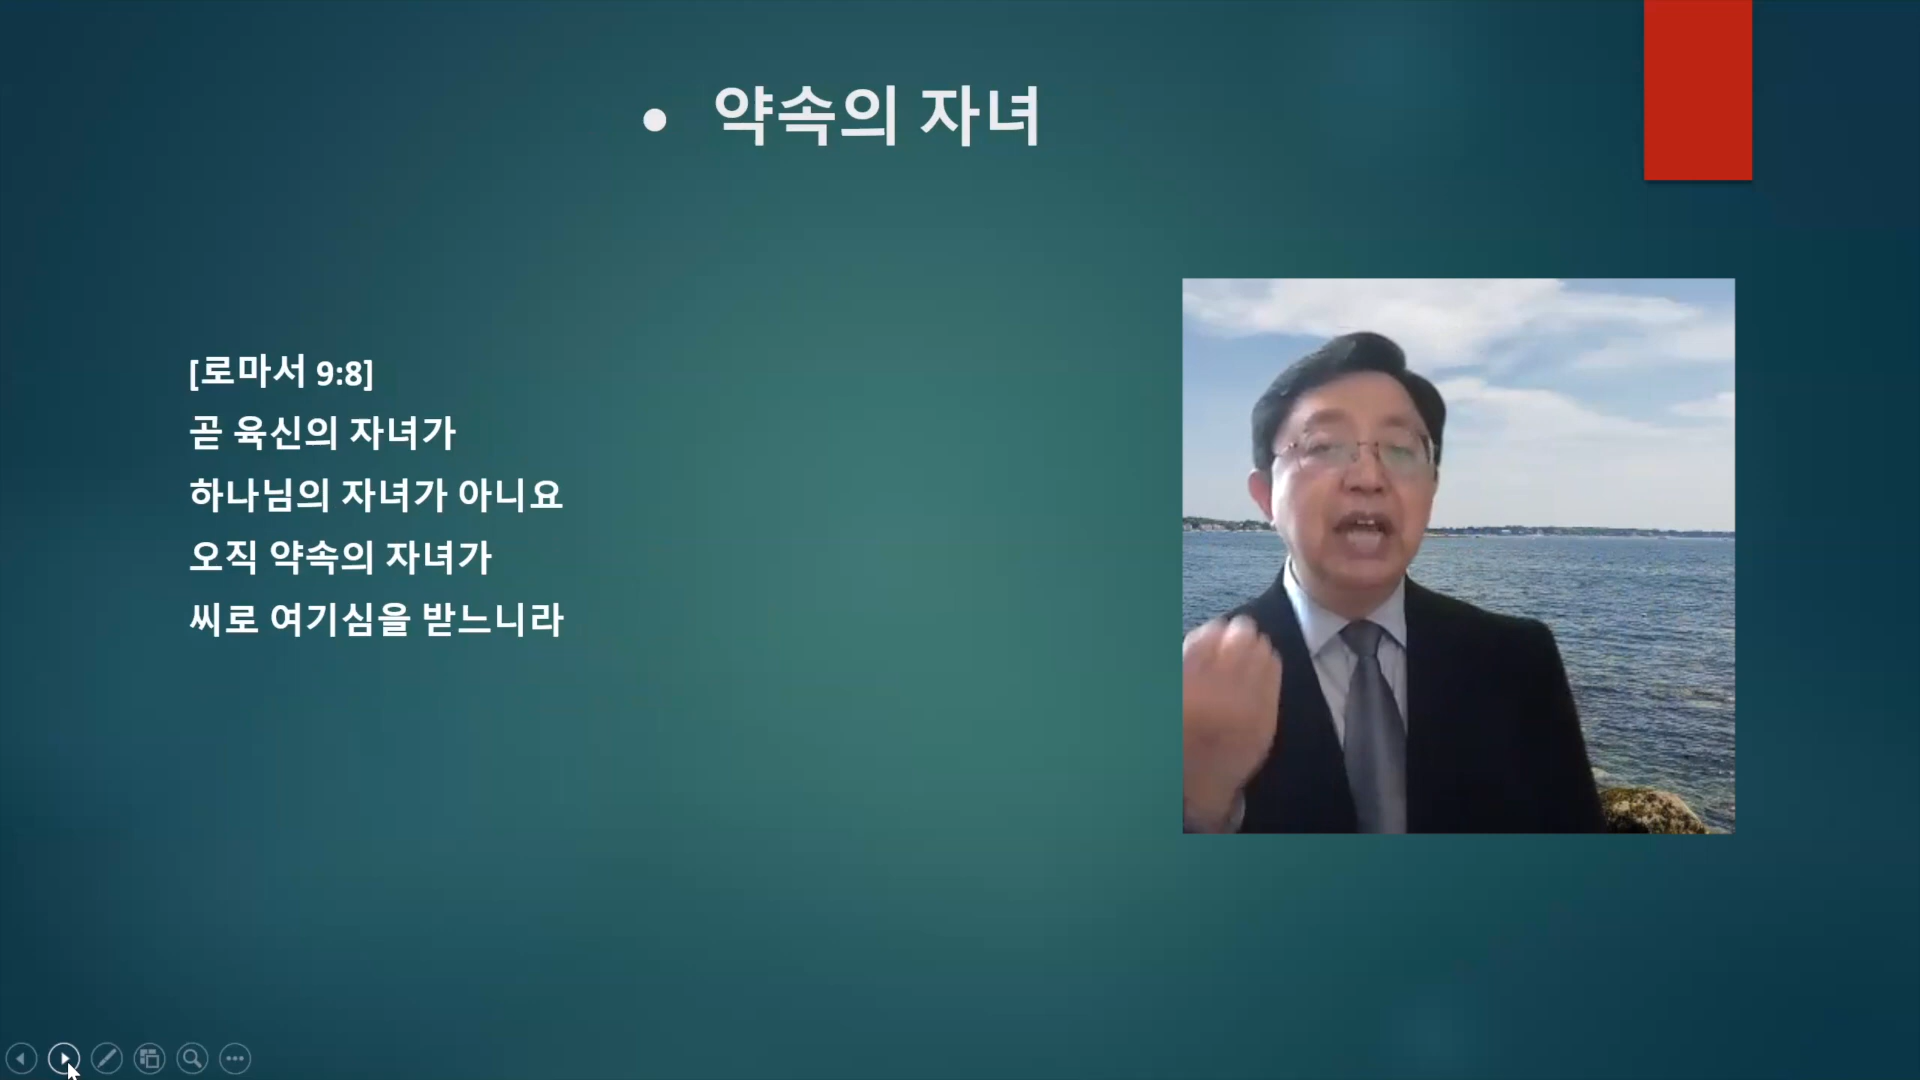 • 약속의 자녀
[로마서 9:8]
곧 육신의 자녀가
하나님의 자녀가 아니요
오직 약속의 자녀가
씨로 여기심을 받느니라